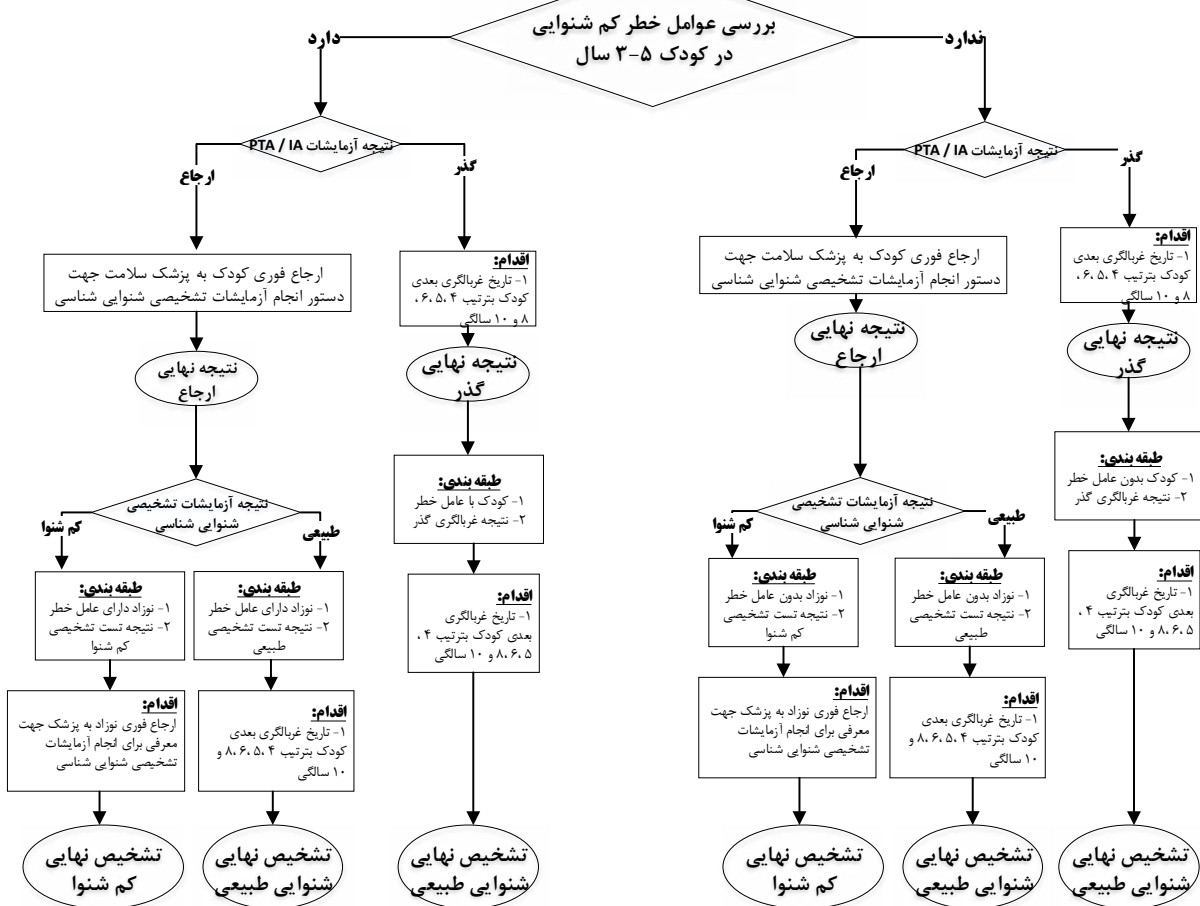 بررسی عوامل خطر کم شنوایی
در کودک ۵-۳ سال
ندارد
دارد
نتیجه آزمایشات PTA / IA
گذر
ارجاع
اقدام:
۱- تاریخ غربالگری بعدی
کودک بترتیب ۴ ،۵ ،۶ ،
۸ و ۱۰ سالگی
ارجاع فوری کودک به پزشک سلامت جهت
دستور انجام آزمایشات تشخیصی شنوایی شناسی
نتیجه نهایی
گذر
نتیجه نهایی
ارجاع
طبقه بندی:
۱- کودک بدون عامل خطر
۲- نتیجه غربالگری گذر
نتیجه آزمایشات تشخیصی
شنوایی شناسی
طبیعی
کم شنوا
اقدام:
۱- تاریخ غربالگری
بعدی کودک بترتیب ۴ ،
۵ ،۶ ،۸ و ۱۰ سالگی
طبقه بندی:
۱- نوزاد بدون عامل خطر
۲- نتیجه تست تشخیصی
طبیعی
طبقه بندی:
۱- نوزاد بدون عامل خطر
۲- نتیجه تست تشخیصی
کم شنوا
اقدام:
۱- تاریخ غربالگری بعدی
کودک بترتیب ۴ ،۵ ،۶ ،۸ و
۱۰ سالگی
اقدام:
ارجاع فوری نوزاد به پزشک جهت
معرفی برای انجام آزمایشات
تشخیصی شنوایی شناسی
تشخیص نهایی
شنوایی طبیعی
تشخیص نهایی
شنوایی طبیعی
تشخیص نهایی
کم شنوا
نتیجه آزمایشات PTA / IA
گذر
ارجاع
اقدام:
۱- تاریخ غربالگری بعدی
کودک بترتیب ۴ ،۵ ،۶ ،
۸ و ۱۰ سالگی
ارجاع فوری کودک به پزشک سلامت جهت
دستور انجام آزمایشات تشخیصی شنوایی شناسی
نتیجه نهایی
گذر
نتیجه نهایی
ارجاع
طبقه بندی:
۱- کودک با عامل خطر
۲- نتیجه غربالگری گذر
نتیجه آزمایشات تشخیصی
شنوایی شناسی
طبیعی
کم شنوا
اقدام:
۱- تاریخ غربالگری
بعدی کودک بترتیب ۴ ،
۵ ،۶ ،۸ و ۱۰ سالگی
طبقه بندی:
۱- نوزاد دارای عامل خطر
۲- نتیجه تست تشخیصی
طبیعی
طبقه بندی:
۱- نوزاد دارای عامل خطر
۲- نتیجه تست تشخیصی
کم شنوا
اقدام:
۱- تاریخ غربالگری بعدی
کودک بترتیب ۴ ،۵ ،۶ ،۸ و
۱۰ سالگی
اقدام:
ارجاع فوری نوزاد به پزشک جهت
معرفی برای انجام آزمایشات
تشخیصی شنوایی شناسی
تشخیص نهایی
شنوایی طبیعی
تشخیص نهایی
شنوایی طبیعی
تشخیص نهایی
کم شنوا